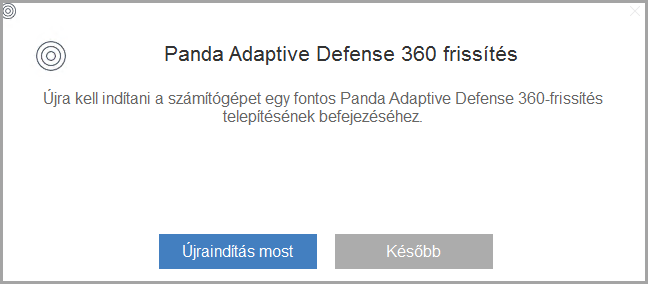 Panda Adaptive Defense 360 frissítés
Újra kell indítani a számítógépet egy fontos Panda Adaptive Defense 360-frissítés
telepítésének befejezéséhez.
Újraindítás most
Később